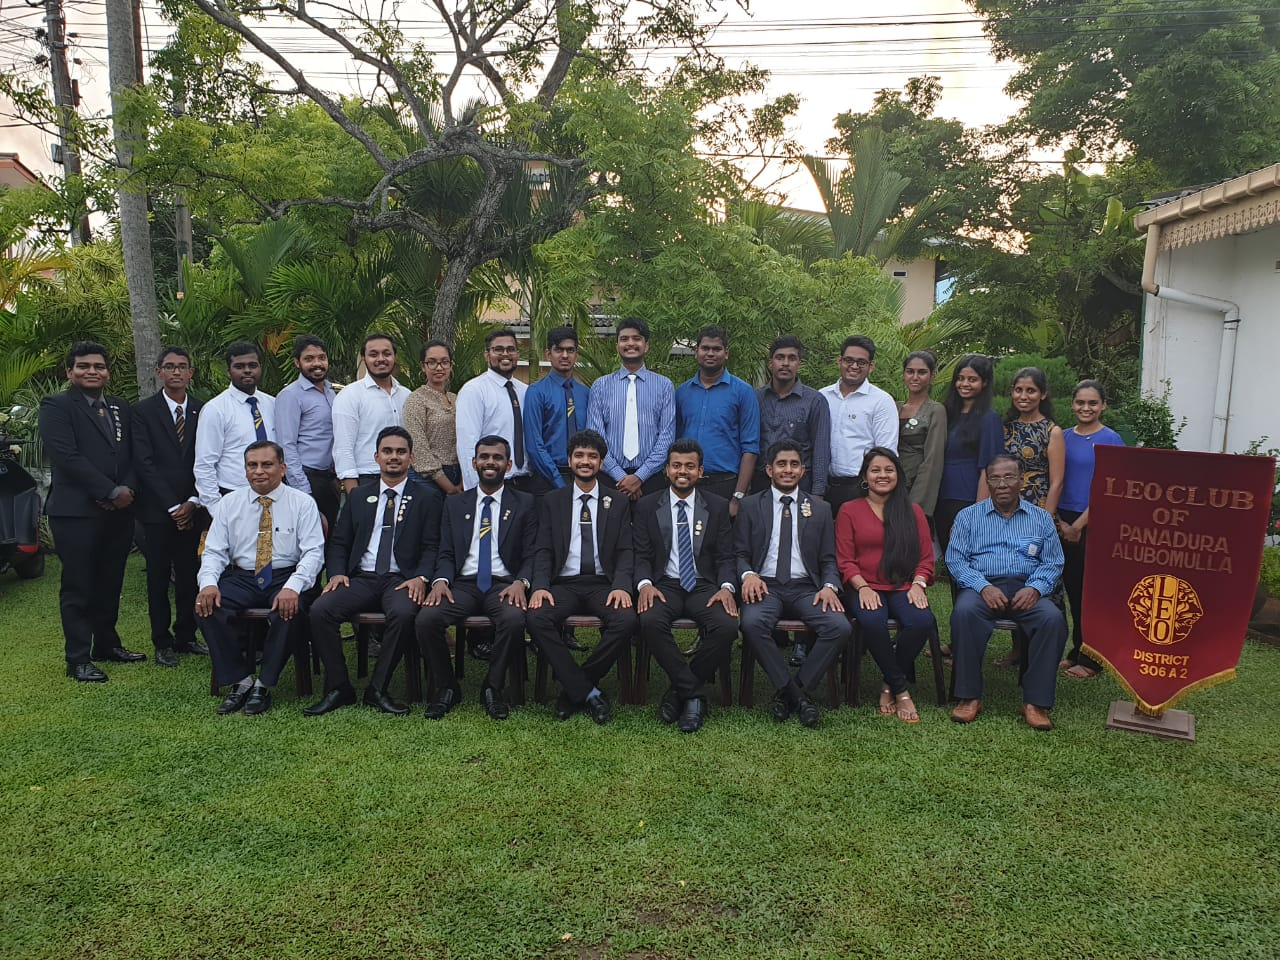 LEO CLUB
OF
PANADURA
ALUBOMULLA
LEO
DISTRICT
306 A 2